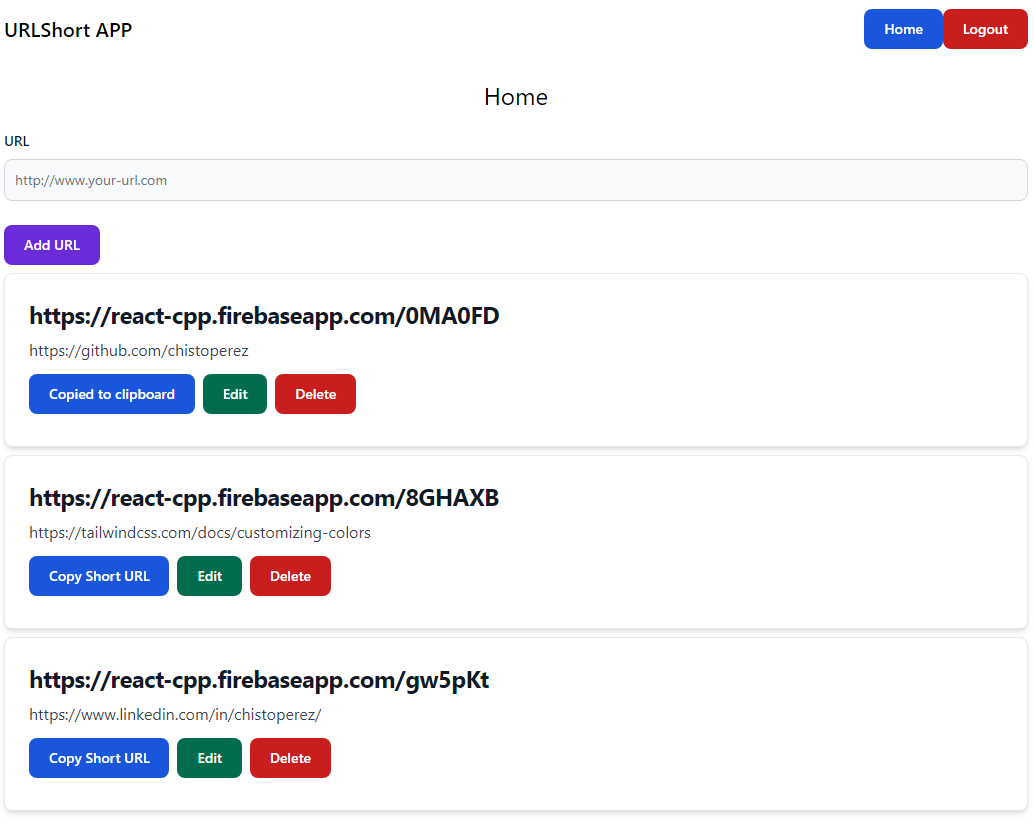 URLShort APP Home Logout
Home
URL
http://www.your-url.com
Add URL
https://react-cpp.firebaseapp.com/0MA0FD
https://github.com/chistoperez
Copied to clipboard Edit Delete
https://react-cpp.firebaseapp.com/8GHAXB
https://tailwindcss.com/docs/customizing-colors
Copy Short URL Edit Delete
https://react-cpp.firebaseapp.com/gw5pKt
https://www.linkedin.com/in/chistoperez/
Copy Short URL Edit Delete